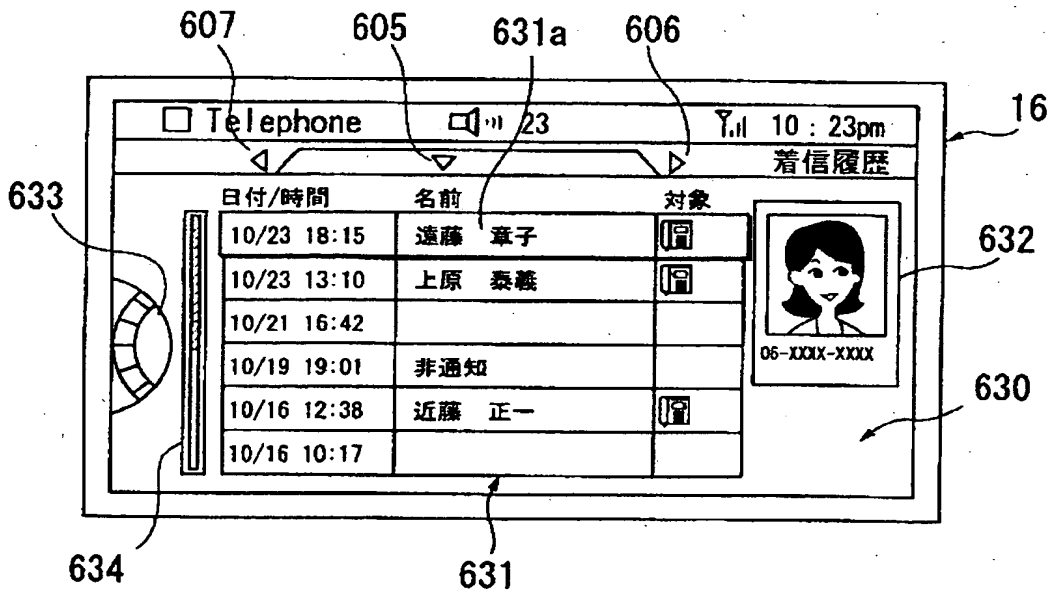 607 605 631a 606
16
Telephone 23 10:23pm
着信履歴
633
日付/時間 名前 対象
10/23 18:15 遠藤 章子
632
10/23 13:10 上原 泰義
10/21 16:42
10/19 19:01 非通知
06-XXXX-XXXX
10/16 12:38 近藤 正一
630
10/16 10:17
634 631